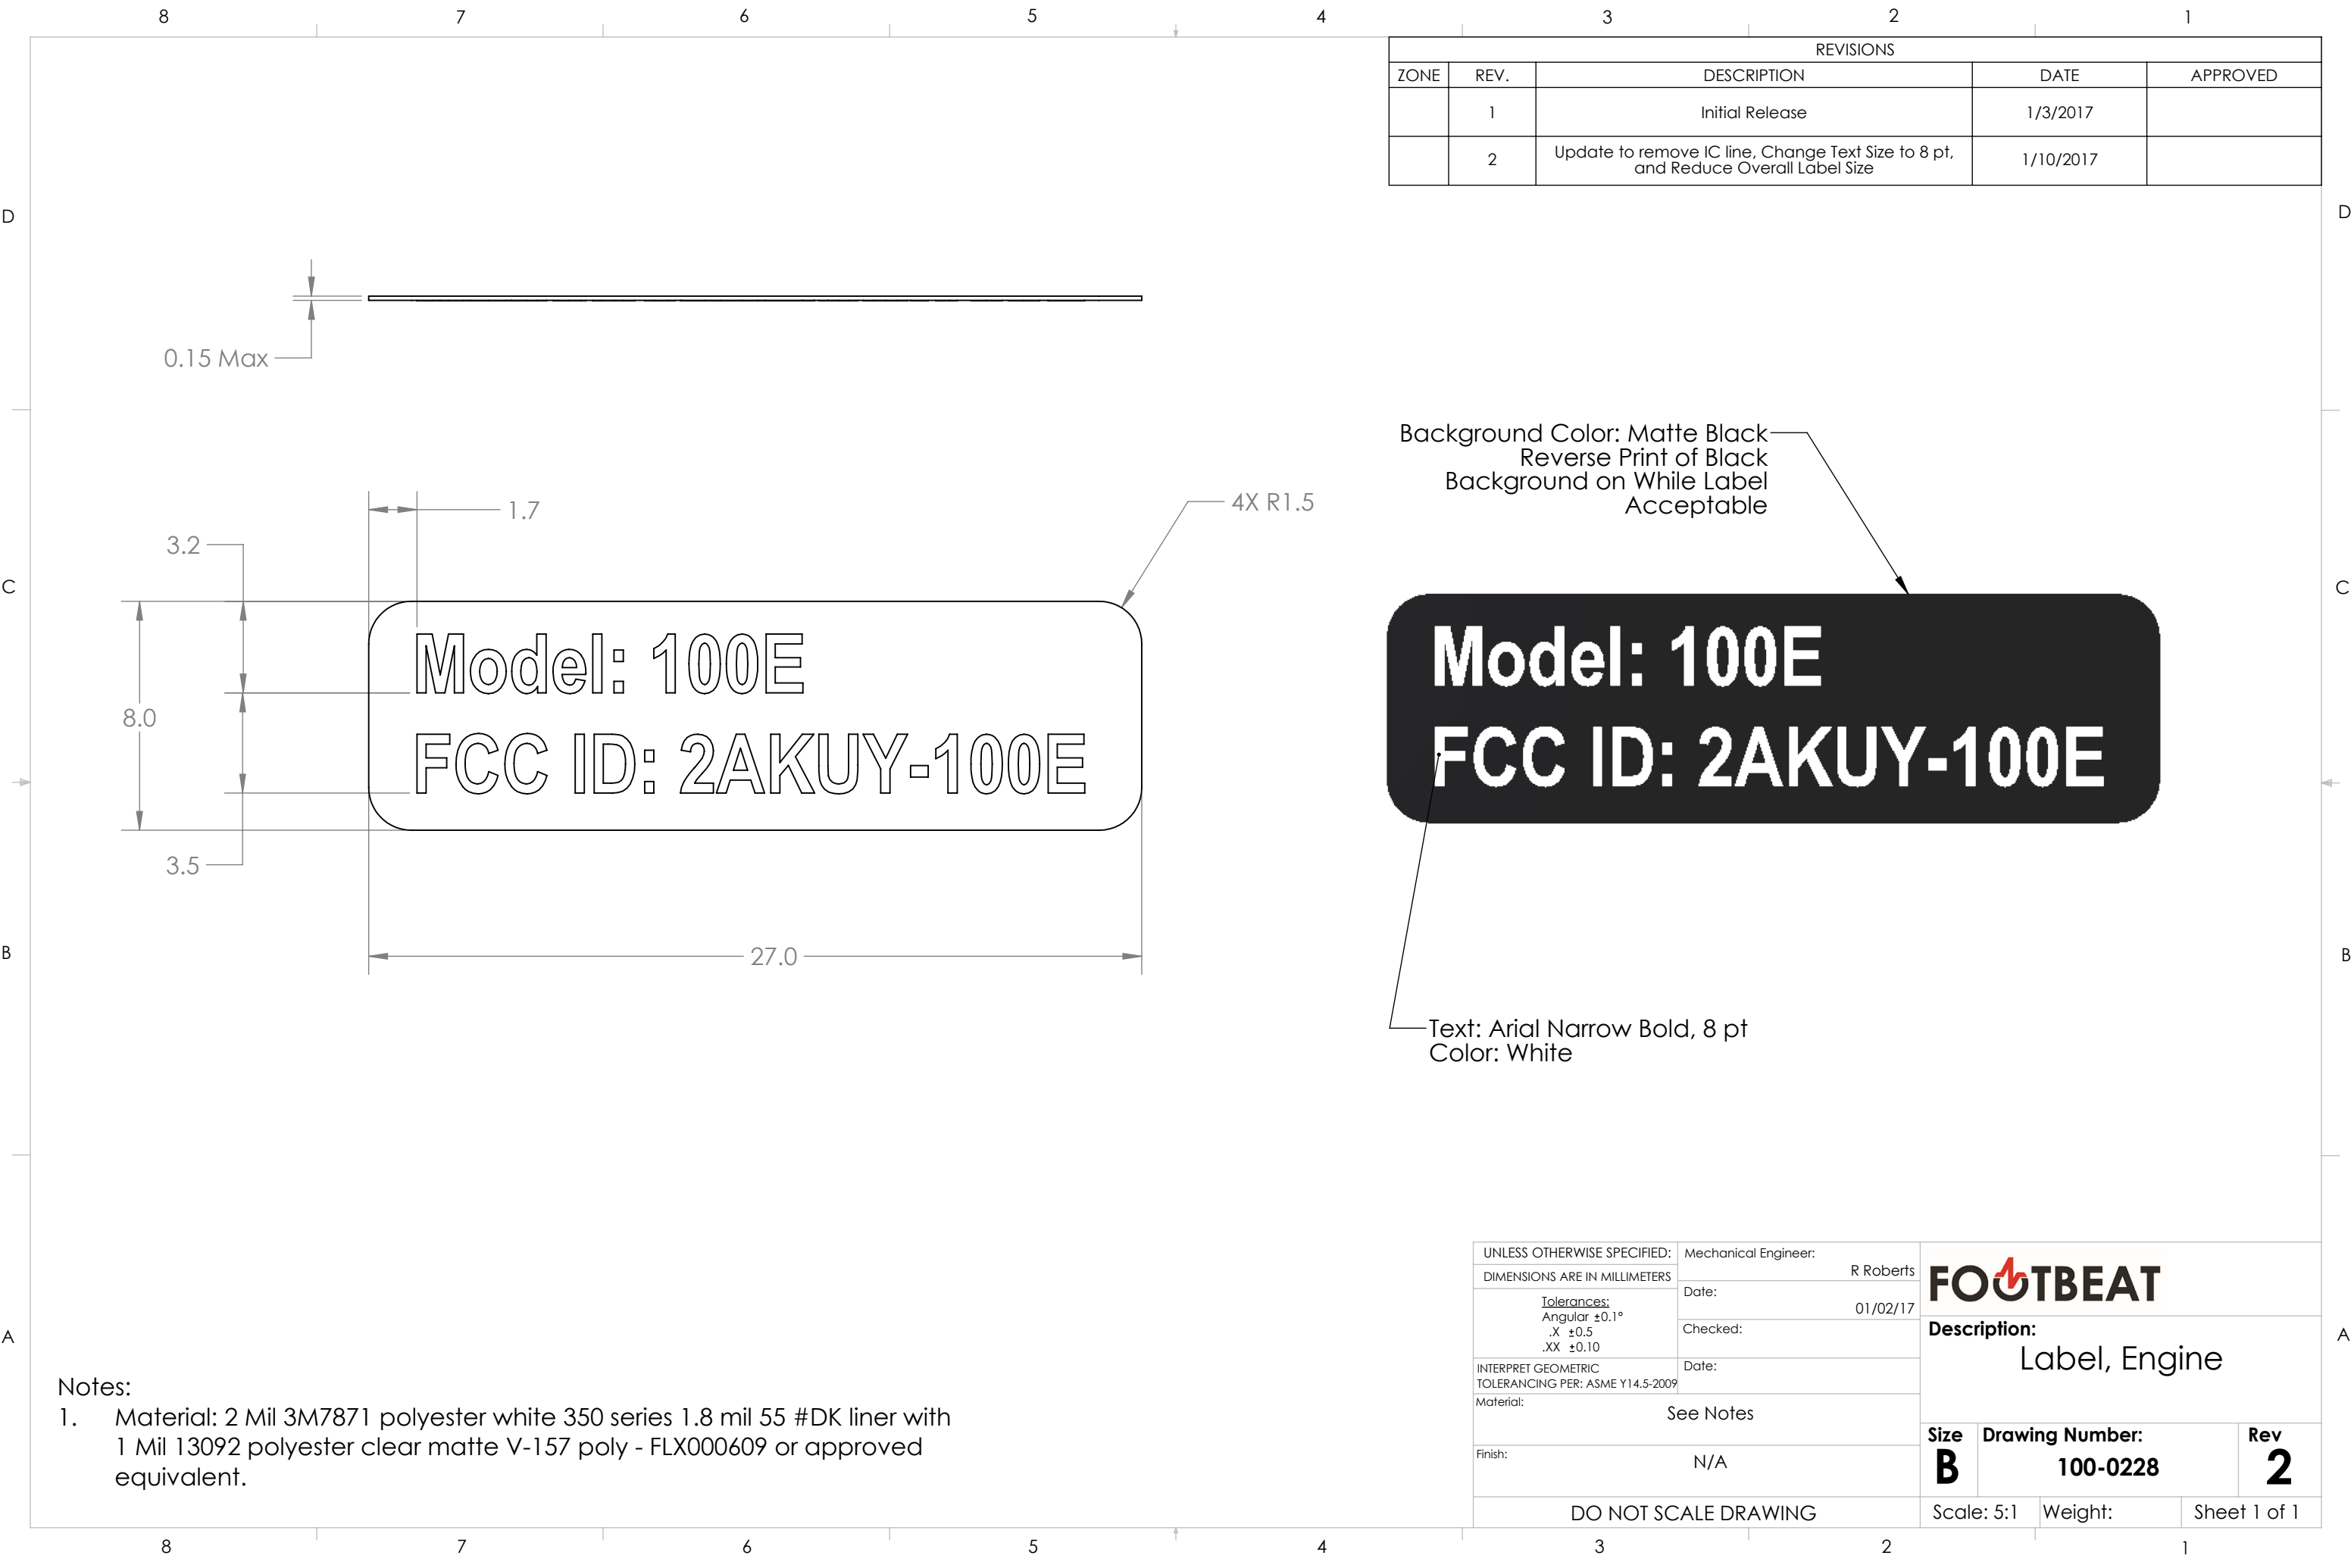 8 7 6 5 4 3 2 1
REVISIONS
ZONE REV. DESCRIPTION DATE APPROVED
1 Initial Release 1/3/2017
2 Update to remove IC line, Change Text Size to 8 pt, and Reduce Overall Label Size 1/10/2017
D D
0.15 Max
Background Color: Matte Black
Reverse Print of Black
Background on While Label
Acceptable
1.7
4X R1.5
3.2
C C
Model: 100E
FCC ID: 2AKUY-100E
8.0
3.5
27.0
Model: 100E
FCC ID: 2AKUY-100E
B B
Text: Arial Narrow Bold, 8 pt
Color: White
A A
Notes:
1. Material: 2 Mil 3M7871 polyester white 350 series 1.8 mil 55 #DK liner with
1 Mil 13092 polyester clear matte V-157 poly - FLX000609 or approved
equivalent.
UNLESS OTHERWISE SPECIFIED:
DIMENSIONS ARE IN MILLIMETERS
Tolerances:
Angular ±0.1°
.X ±0.5
.XX ±0.10
INTERPRET GEOMETRIC
TOLERANCING PER: ASME Y14.5-2009
Material:
See Notes
Finish:
N/A
DO NOT SCALE DRAWING
Mechanical Engineer:
R Roberts
Date:
01/02/17
Checked:
Date:
FOOTBEAT
Description:
Label, Engine
Size
B
Drawing Number:
100-0228
Rev
2
Scale: 5:1 Weight: Sheet 1 of 1
8 7 6 5 4 3 2 1